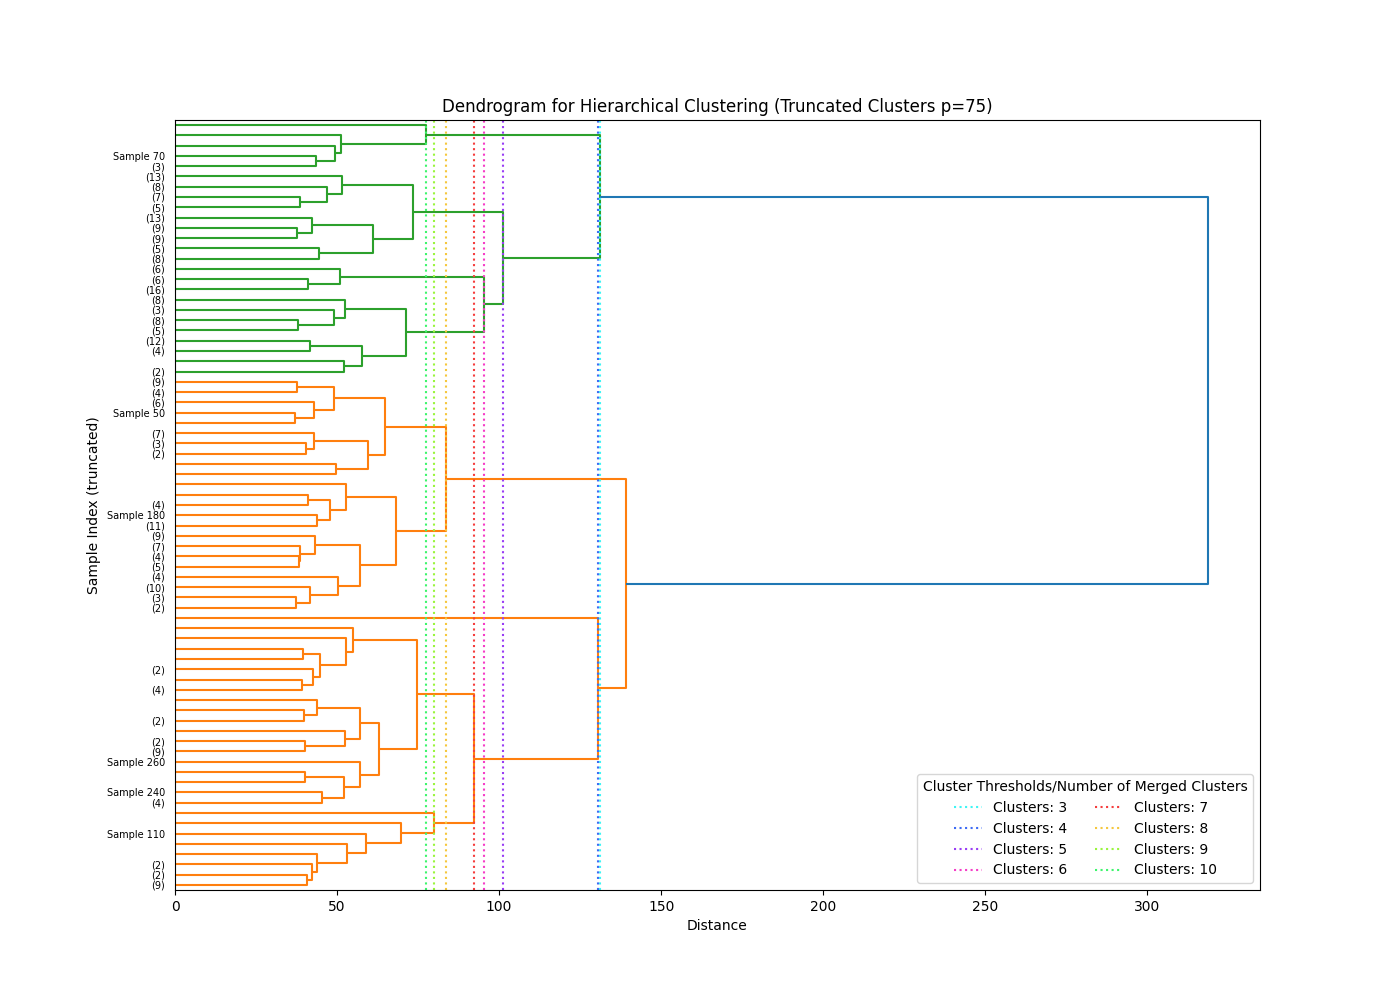 Dendrogram for Hierarchical Clustering (Truncated Clusters p=75)
Sample 70
(3)
(13)
(8)
(7)
(5)
(13)
(9)
(9)
(5)
(8)
(6)
(6)
(16)
(8)
(3)
(8)
(5)
(12)
(4)
(2)
(9)
(4)
(6)
Sample 50
(7)
(3)
(2)
(4)
Sample 180
(11)
(9)
(7)
(4)
(5)
(4)
(10)
(3)
(2)
(2)
(4)
(2)
(2)
(9)
Sample 260
Sample 240
(4)
Sample 110
(2)
(2)
(9)
Sample Index (truncated)
0 50 100 150 200 250 300
Distance
Cluster Thresholds/Number of Merged Clusters
Clusters: 3
Clusters: 4
Clusters: 5
Clusters: 6
Clusters: 7
Clusters: 8
Clusters: 9
Clusters: 10